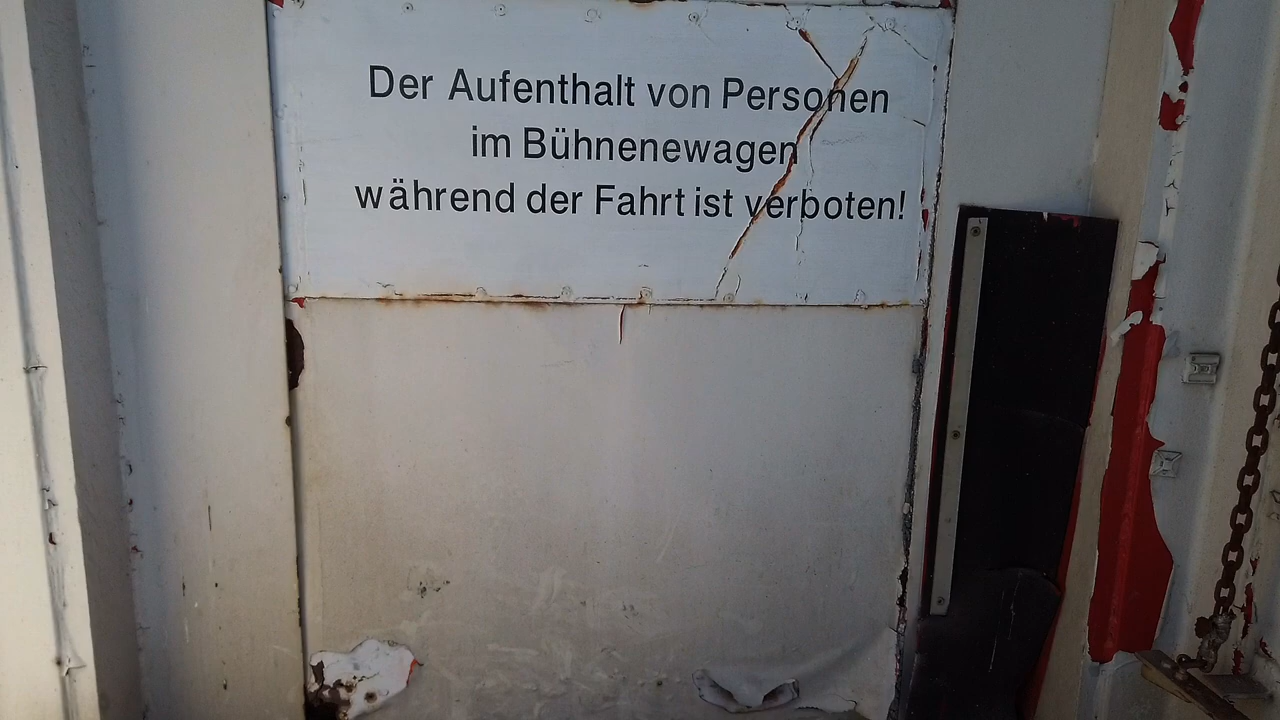 Der Aufenthalt von Personen
im Bühnenewagen
während der Fahrt ist verboten!